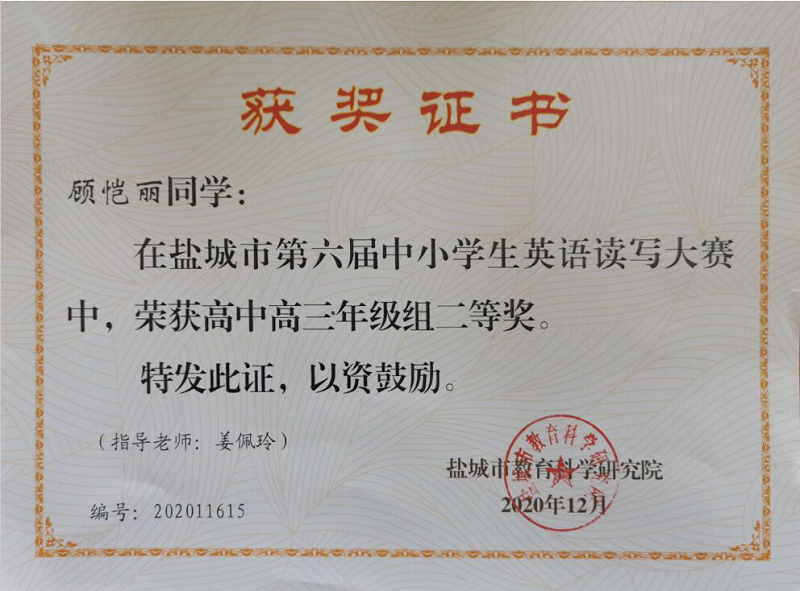 获奖证书
顾恺丽同学：
在盐城市第六届中小学生英语读写大赛
中，荣获高中高三年级组二等奖。
特发此证，以资鼓励。
（指导老师：姜佩玲）
盐城市教育科学研究院
2020年12月
编号：202011615